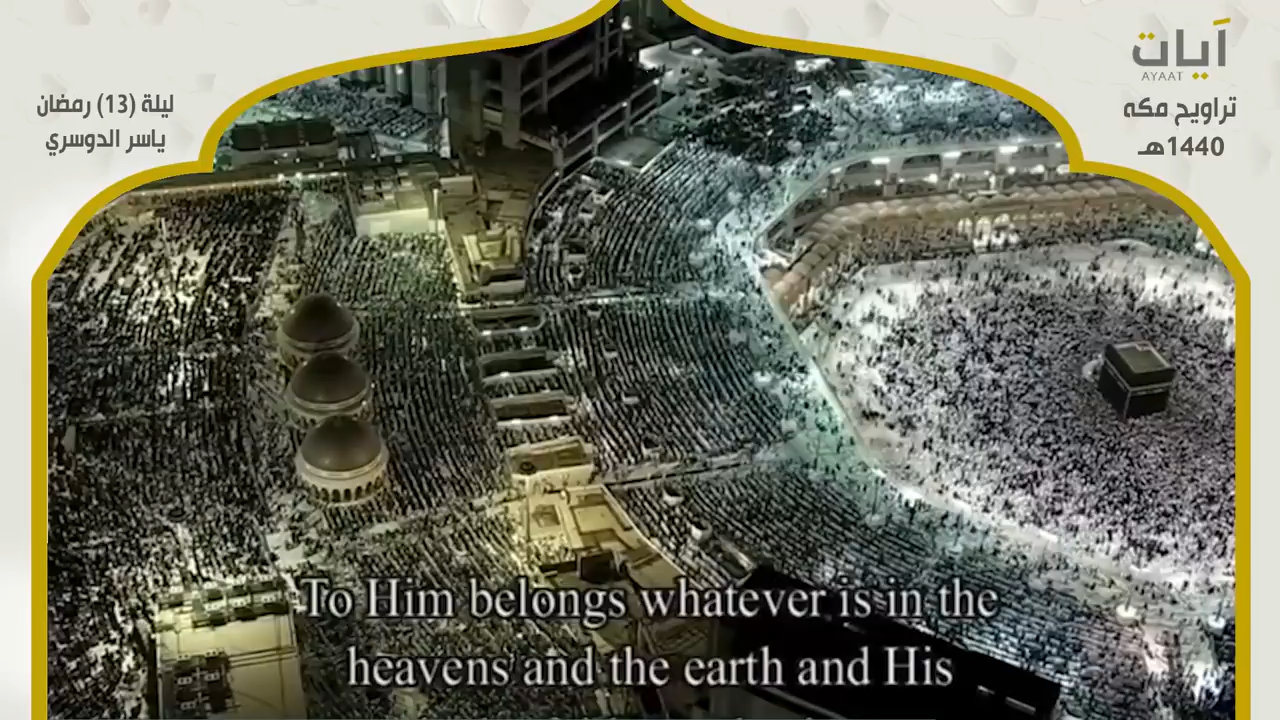 آيات
AYAAT
تراويح مكه
1440هـ
ليلة (13) رمضان
ياسر الدوسري
To Him belongs whatever is in the
heavens and the earth and His